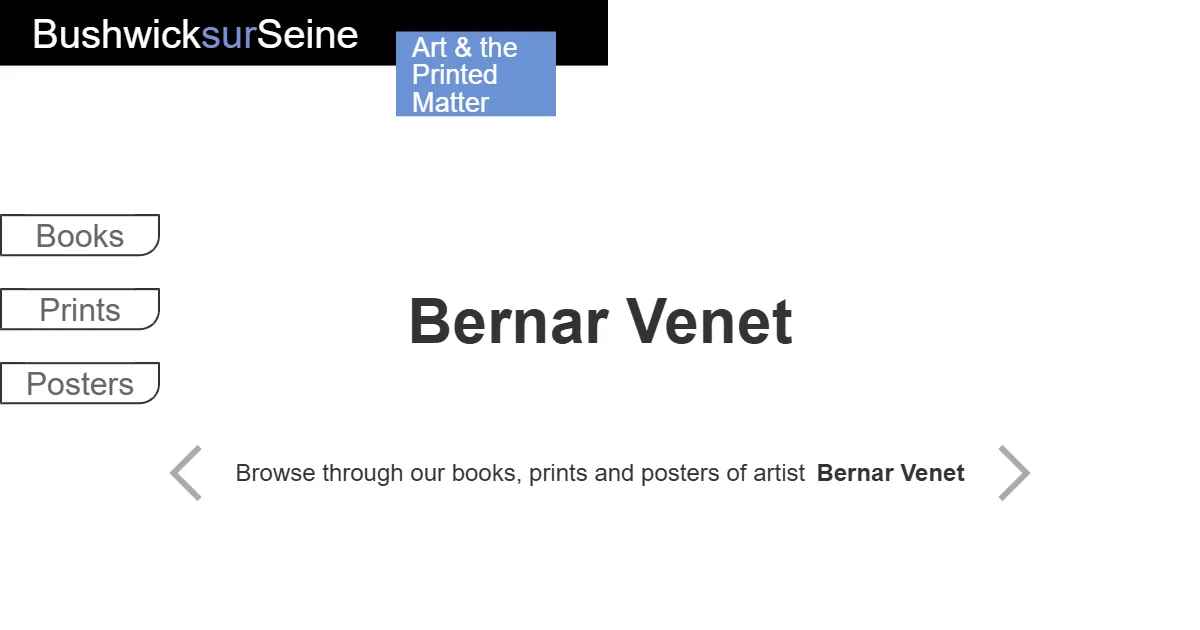 BushwicksurSeine
Art & the
Printed
Matter
Books
Prints
Posters
Bernar Venet
Browse through our books, prints and posters of artist Bernar Venet